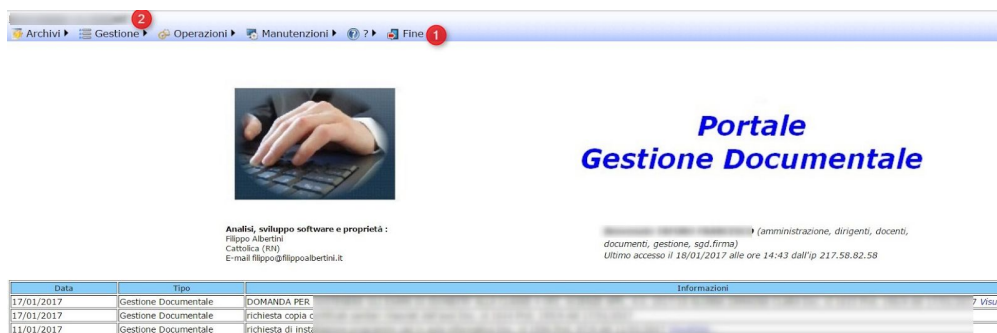 2
Archivi Gestione Operazioni Manutenzioni ? Fine 1
Portale
Gestione Documentale
Analisi, sviluppo software e proprietà :
Filippo Albertini
Cattolica (RN)
E-mail filippo@filippoalbertini.it
(amministrazione, dirigenti, docenti,
documenti, gestione, sgd.firma)
Ultimo accesso il 18/01/2017 alle ore 14:43 dall'ip 217.58.82.58
Data Tipo Informazioni
17/01/2017 Gestione Documentale DOMANDA PER
17/01/2017 Gestione Documentale richiesta copia
11/01/2017 Gestione Documentale richiesta di